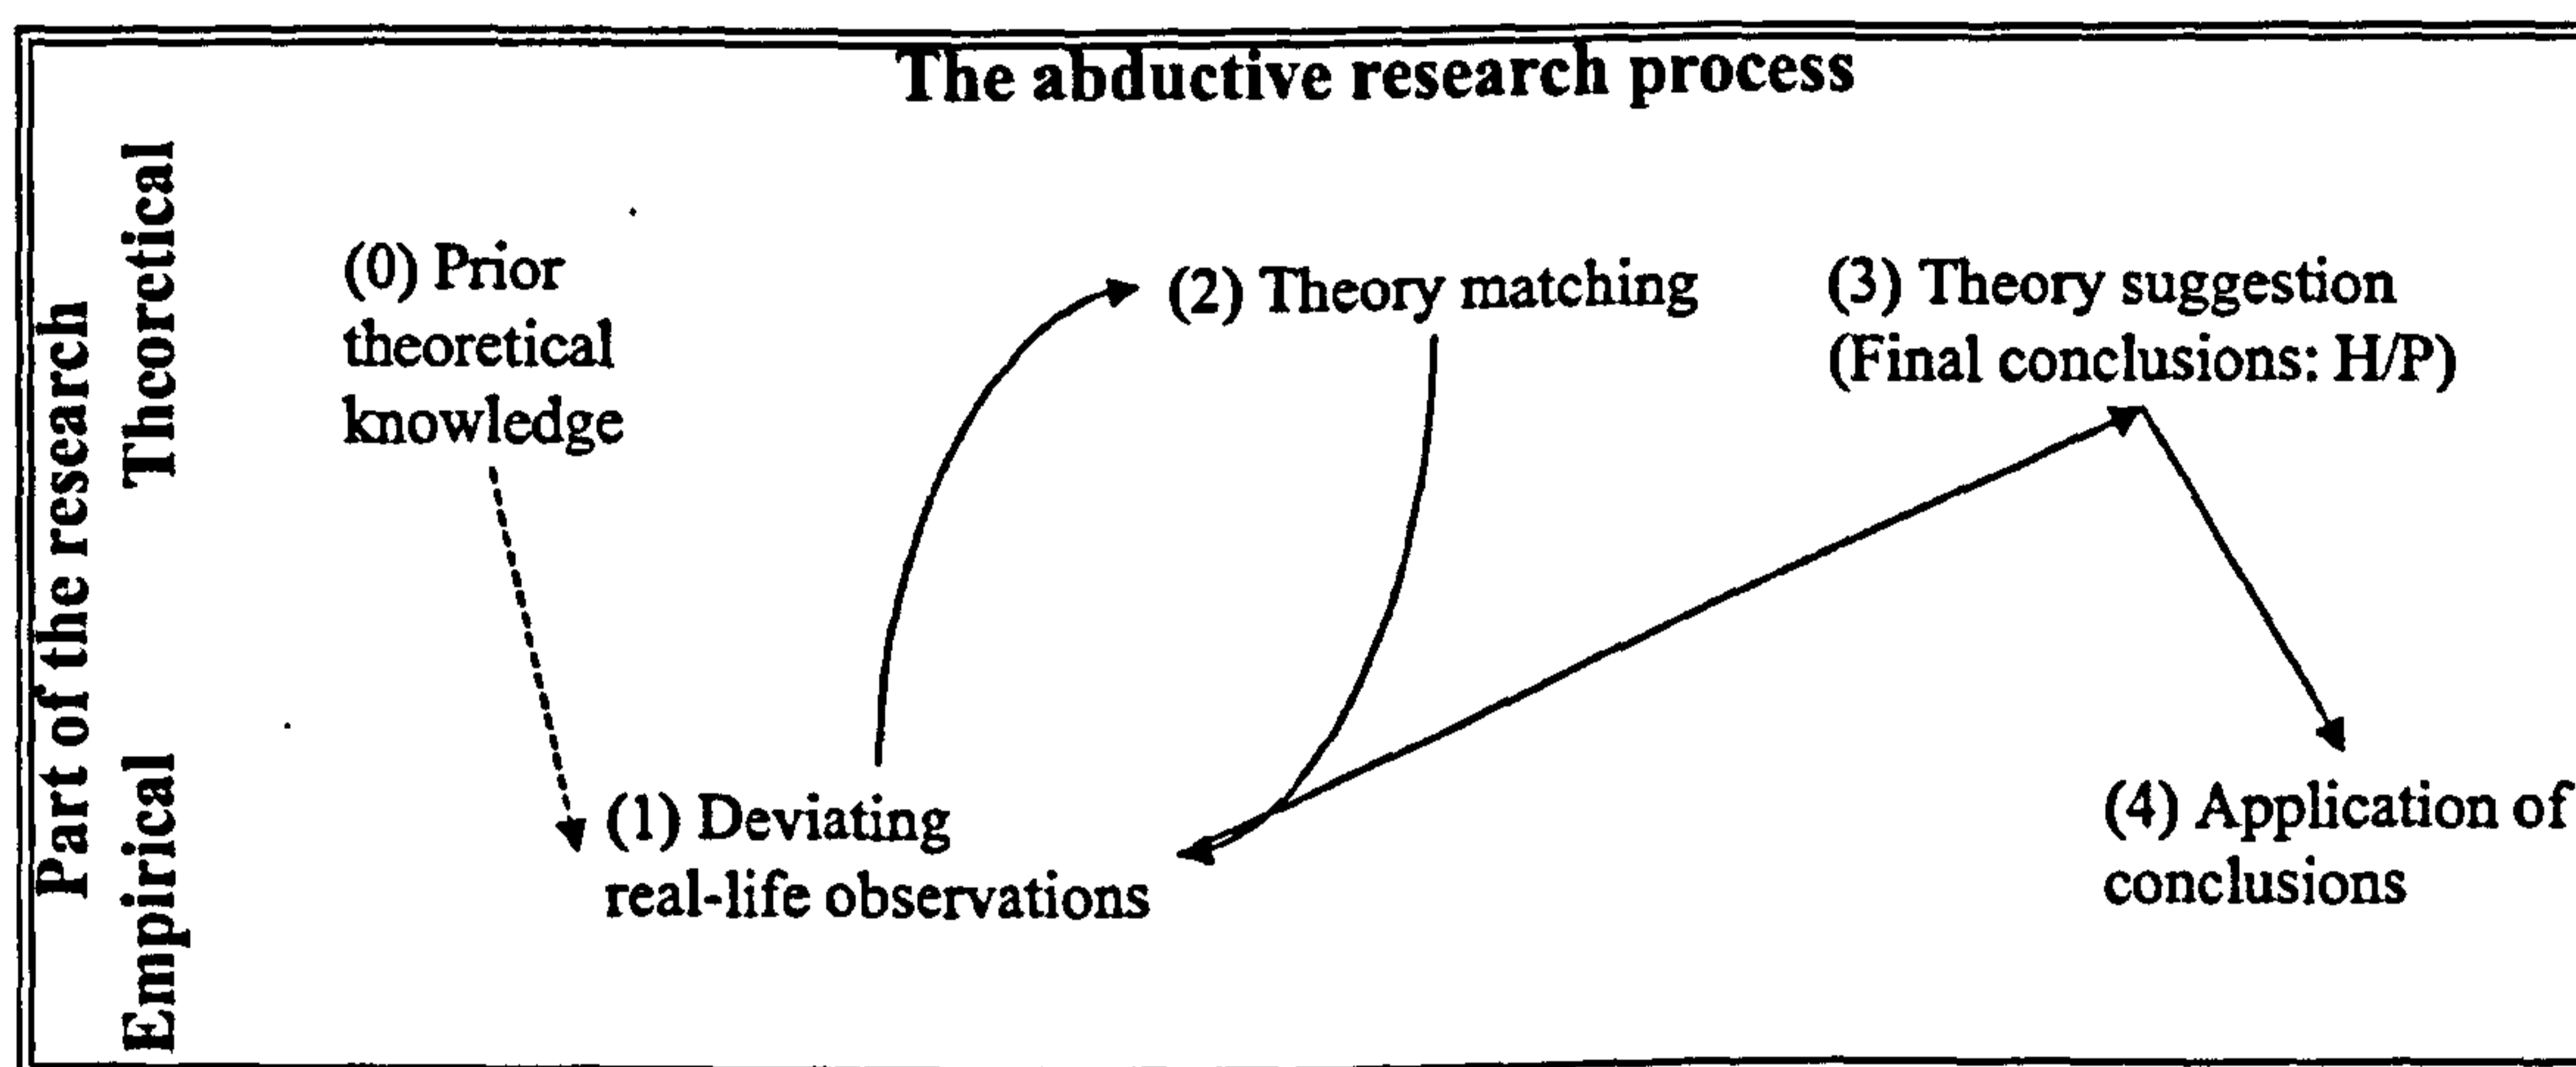 The abductive research process
Part of the research
Theoretical
Empirical
(0) Prior
theoretical
knowledge
(2) Theory matching
(3) Theory suggestion
(Final conclusions: H/P)
(1) Deviating
real-life observations
(4) Application of
conclusions